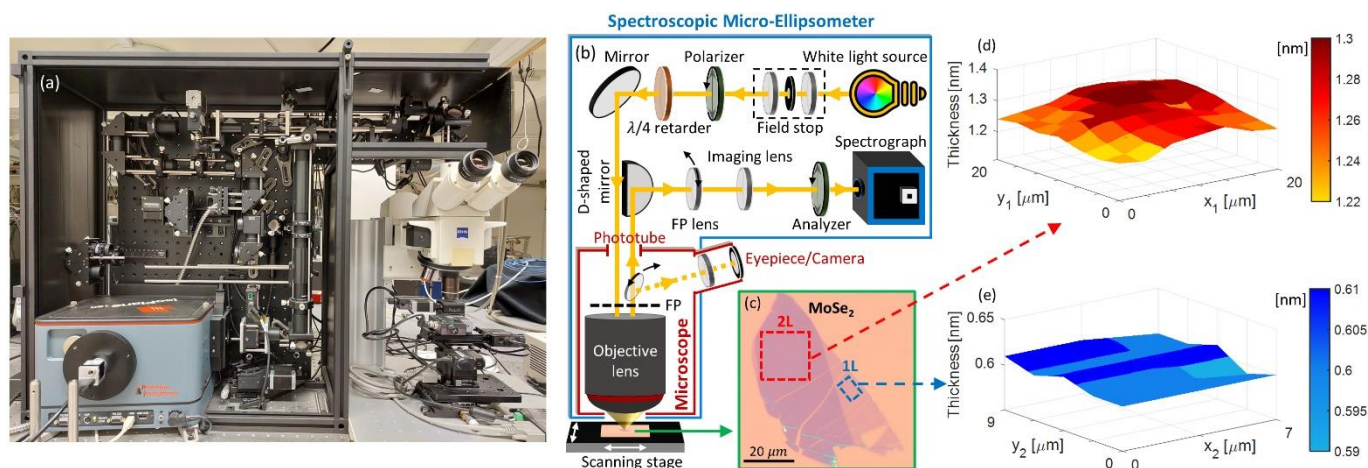 Spectroscopic Micro-Ellipsometer
(a)
ZEISS
(b)
Mirror
Polarizer
White light source
λ/4 retarder
Field stop
D-shaped
mirror
Imaging lens
Spectrograph
FP lens
Analyzer
Phototube
Eyepiece/Camera
FP
Objective
lens
Microscope
Scanning stage
(c)
MoSe₂
2L
1L
20 μm
(d)
[nm]
Thickness [nm]
1.4
1.3
1.2
20
y₁ [μm]
0
0
x₁ [μm]
20
1.3
1.28
1.26
1.24
1.22
(e)
[nm]
Thickness [nm]
0.65
0.6
9
y₂ [μm]
0
0
x₂ [μm]
7
0.61
0.605
0.6
0.595
0.59